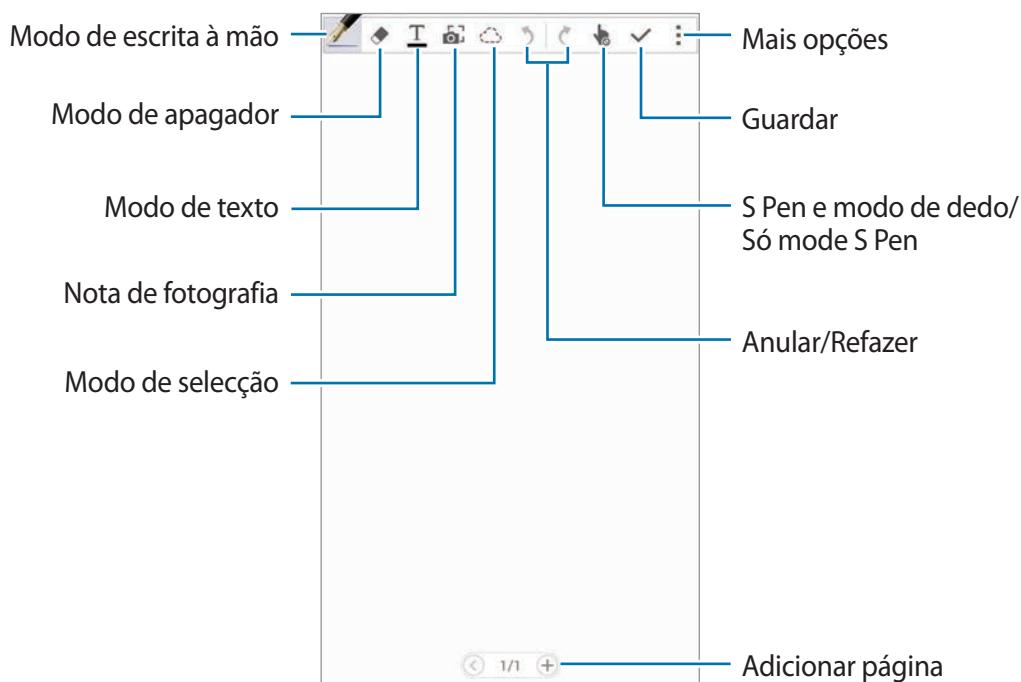 Modo de escrita à mão
Modo de apagador
Modo de texto
Nota de fotografia
Modo de selecção
T
Mais opções
Guardar
S Pen e modo de dedo/
Só mode S Pen
Anular/Refazer
1/1
Adicionar página